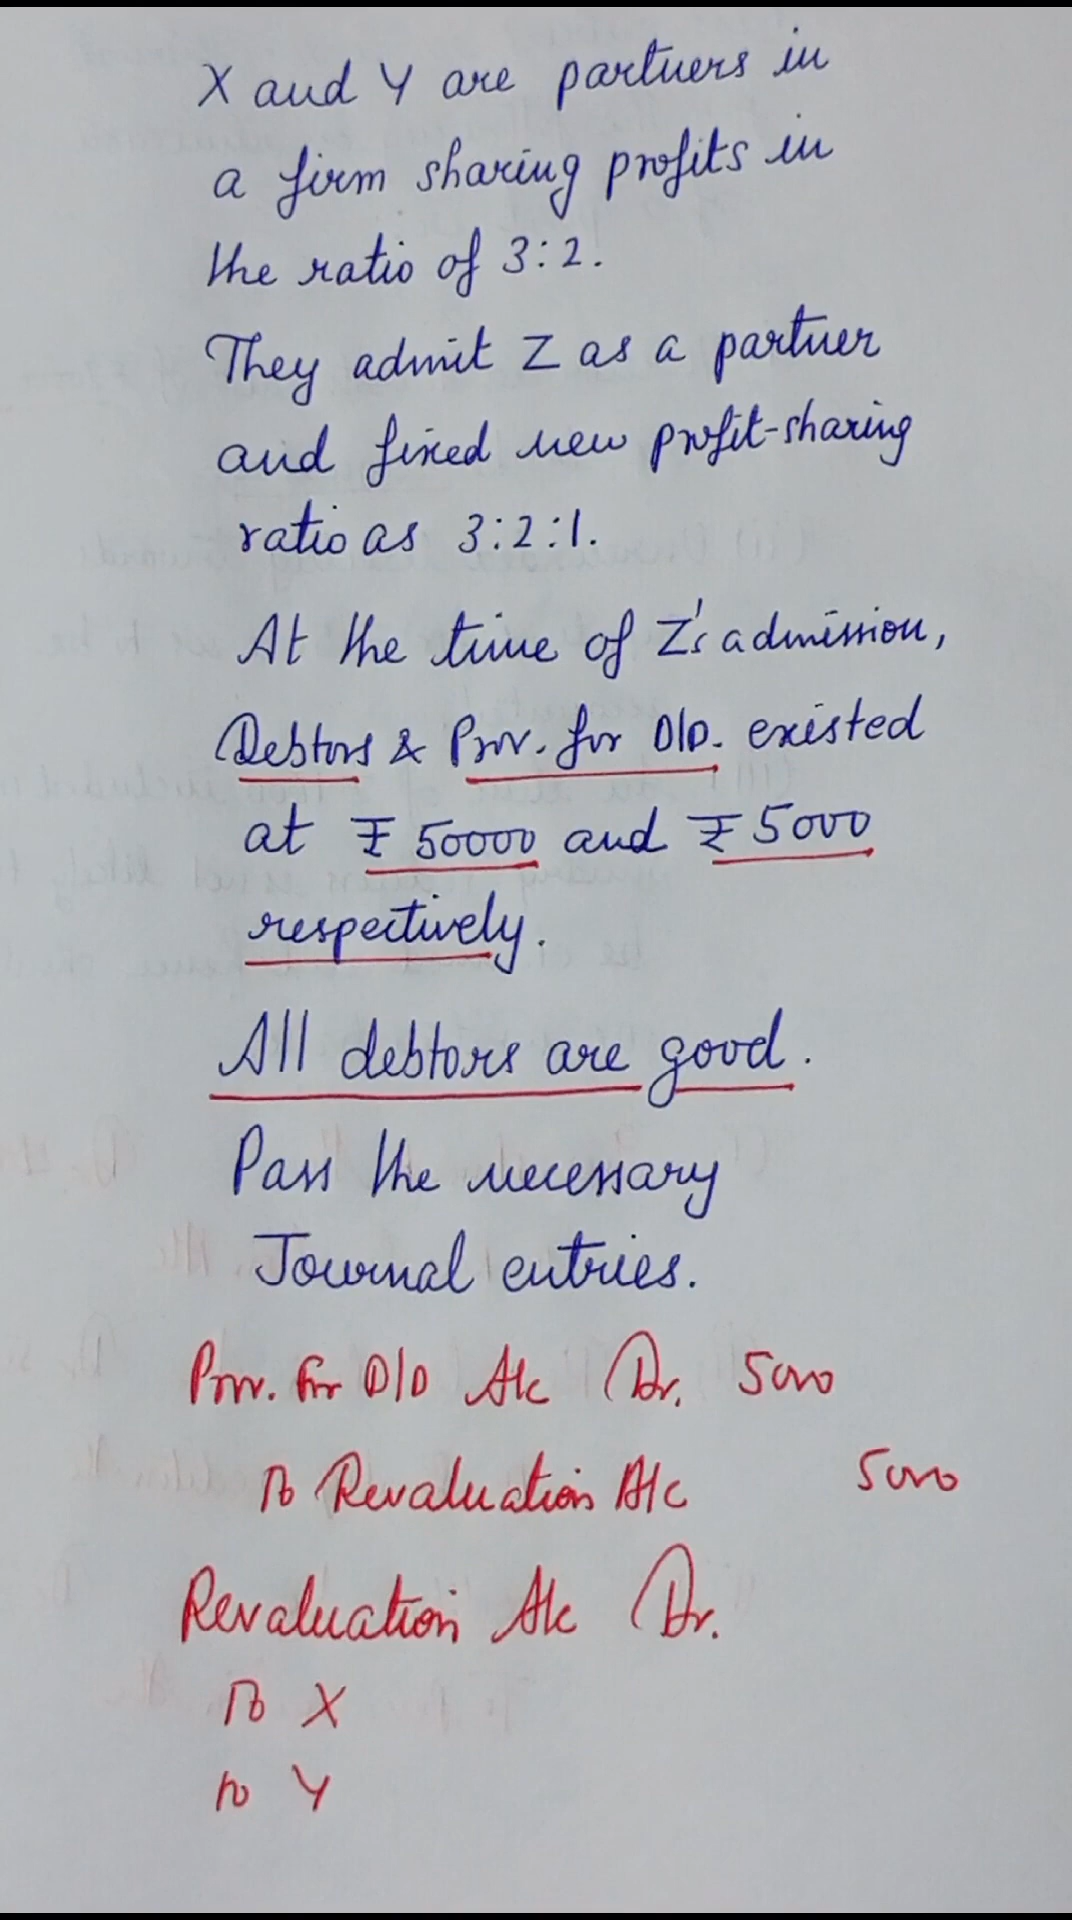 X and Y are partners in
a firm sharing profits in
the ratio of 3:2.
They admit Z as a partner
and fixed new profit-sharing
ratio as 3:2:1.
At the time of Z's admission,
Debtors & Prov. for D/D. existed
at ₹ 50000 and ₹ 5000
respectively.
All debtors are good.
Pass the necessary
Journal entries.
Prov. for D/D A/c Dr. 5000
To Revaluation A/c 5000
Revaluation A/c Dr.
To X
To Y